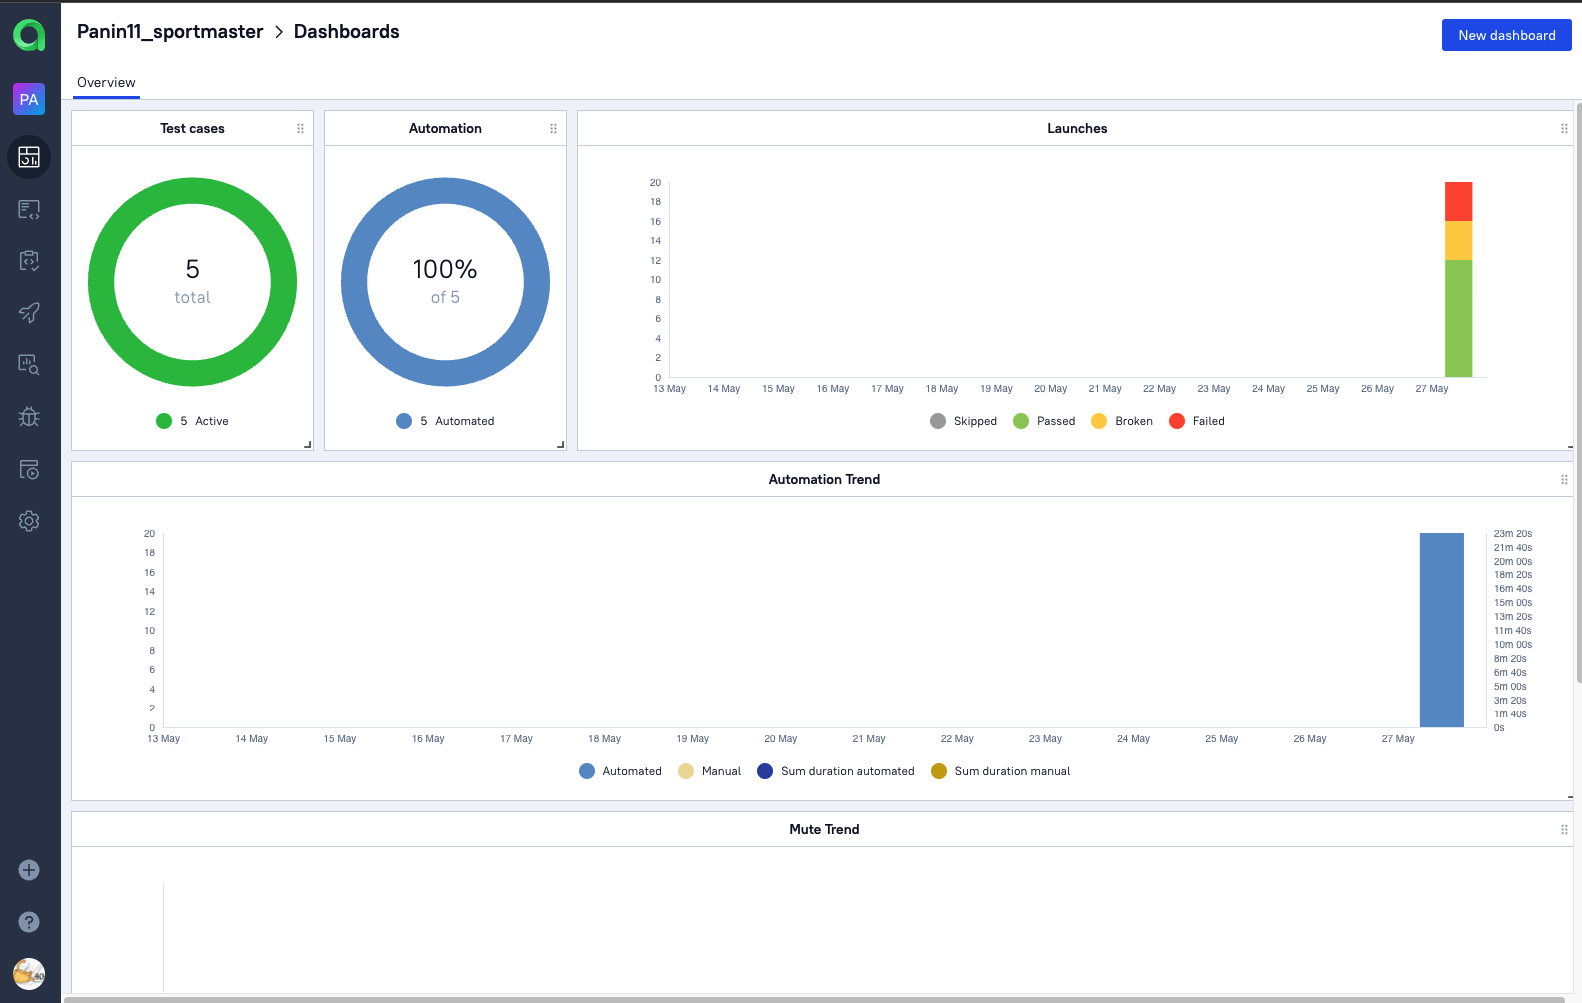 Panin11_sportmaster > Dashboards
New dashboard
PA
Overview
Test cases
5
total
5 Active
Automation
100%
of 5
5 Automated
Launches
20
18
16
14
12
10
8
6
4
2
0
13 May 14 May 15 May 16 May 17 May 18 May 19 May 20 May 21 May 22 May 23 May 24 May 25 May 26 May 27 May
Skipped Passed Broken Failed
Automation Trend
20
18
16
14
12
10
8
6
4
2
0
23m 20s
21m 40s
20m 00s
18m 20s
16m 40s
15m 00s
13m 20s
11m 40s
10m 00s
8m 20s
6m 40s
5m 00s
3m 20s
1m 40s
0s
13 May 14 May 15 May 16 May 17 May 18 May 19 May 20 May 21 May 22 May 23 May 24 May 25 May 26 May 27 May
Automated Manual Sum duration automated Sum duration manual
Mute Trend